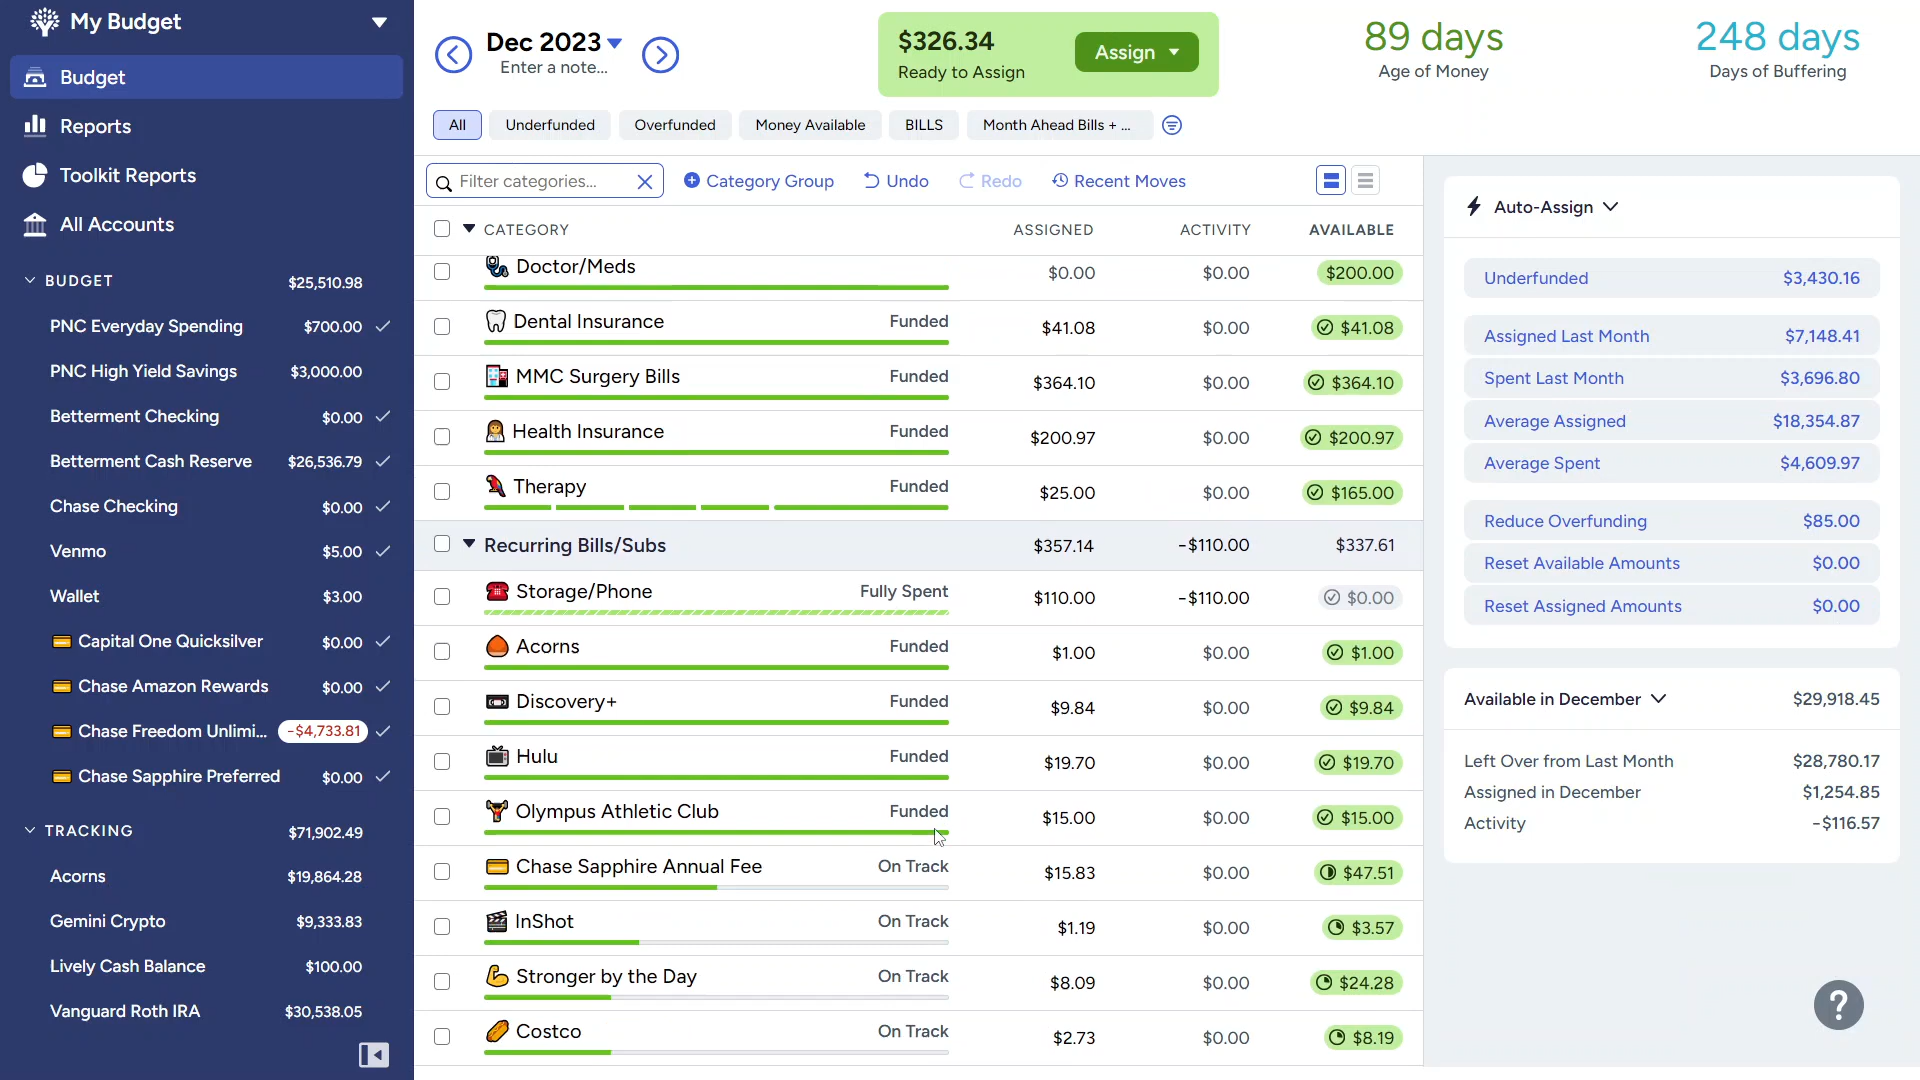 My Budget
Budget
Reports
Toolkit Reports
All Accounts
BUDGET $25,510.98
PNC Everyday Spending $700.00
PNC High Yield Savings $3,000.00
Betterment Checking $0.00
Betterment Cash Reserve $26,536.79
Chase Checking $0.00
Venmo $5.00
Wallet $3.00
Capital One Quicksilver $0.00
Chase Amazon Rewards $0.00
Chase Freedom Unlimi... -$4,733.81
Chase Sapphire Preferred $0.00
TRACKING $71,902.49
Acorns $19,864.28
Gemini Crypto $9,333.83
Lively Cash Balance $100.00
Vanguard Roth IRA $30,538.05
Dec 2023
Enter a note...
$326.34
Ready to Assign
Assign
89 days
Age of Money
248 days
Days of Buffering
All Underfunded Overfunded Money Available BILLS Month Ahead Bills + ...
Filter categories... Category Group Undo Redo Recent Moves
CATEGORY ASSIGNED ACTIVITY AVAILABLE
Doctor/Meds $0.00 $0.00 $200.00
Dental Insurance Funded $41.08 $0.00 $41.08
MMC Surgery Bills Funded $364.10 $0.00 $364.10
Health Insurance Funded $200.97 $0.00 $200.97
Therapy Funded $25.00 $0.00 $165.00
Recurring Bills/Subs $357.14 -$110.00 $337.61
Storage/Phone Fully Spent $110.00 -$110.00 $0.00
Acorns Funded $1.00 $0.00 $1.00
Discovery+ Funded $9.84 $0.00 $9.84
Hulu Funded $19.70 $0.00 $19.70
Olympus Athletic Club Funded $15.00 $0.00 $15.00
Chase Sapphire Annual Fee On Track $15.83 $0.00 $47.51
InShot On Track $1.19 $0.00 $3.57
Stronger by the Day On Track $8.09 $0.00 $24.28
Costco On Track $2.73 $0.00 $8.19
Auto-Assign
Underfunded $3,430.16
Assigned Last Month $7,148.41
Spent Last Month $3,696.80
Average Assigned $18,354.87
Average Spent $4,609.97
Reduce Overfunding $85.00
Reset Available Amounts $0.00
Reset Assigned Amounts $0.00
Available in December $29,918.45
Left Over from Last Month $28,780.17
Assigned in December $1,254.85
Activity -$116.57
?